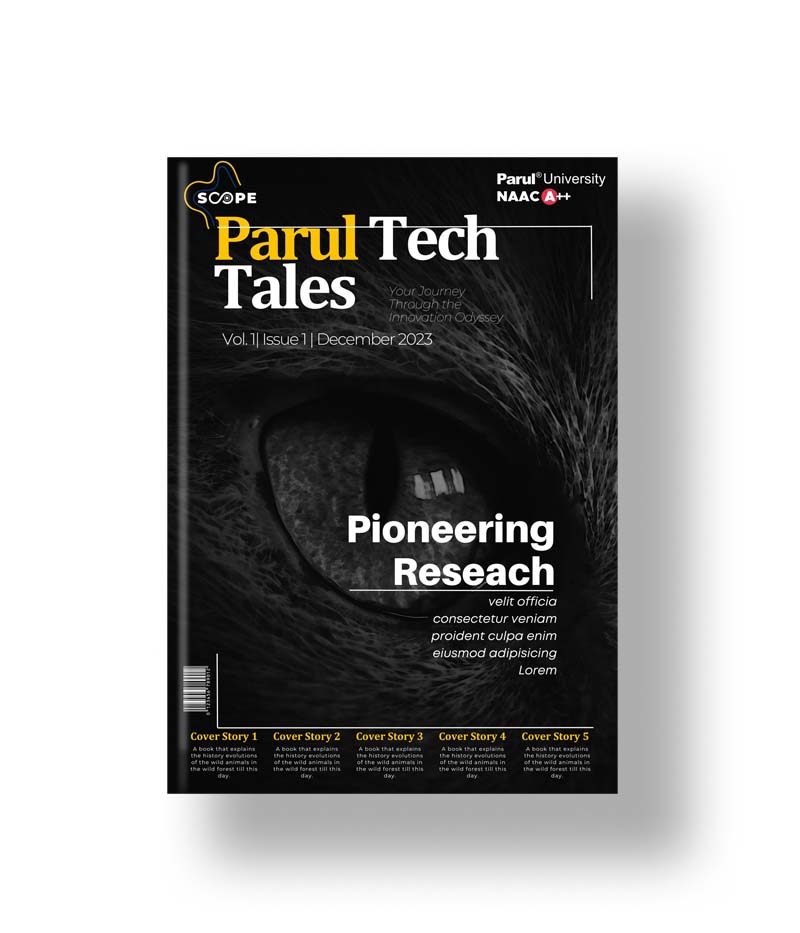 SCOPE
Parul® University
NAAC A++
Parul Tech
Tales
Your Journey
Through the
Innovation Odyssey
Vol. 1| Issue 1 | December 2023
Pioneering
Reseach
velit officia
consectetur veniam
proident culpa enim
eiusmod adipisicing
Lorem
Cover Story 1
A book that explains
the history evolutions
of the wild animals in
the wild forest till this
day.
Cover Story 2
A book that explains
the history evolutions
of the wild animals in
the wild forest till this
day.
Cover Story 3
A book that explains
the history evolutions
of the wild animals in
the wild forest till this
day.
Cover Story 4
A book that explains
the history evolutions
of the wild animals in
the wild forest till this
day.
Cover Story 5
A book that explains
the history evolutions
of the wild animals in
the wild forest till this
day.